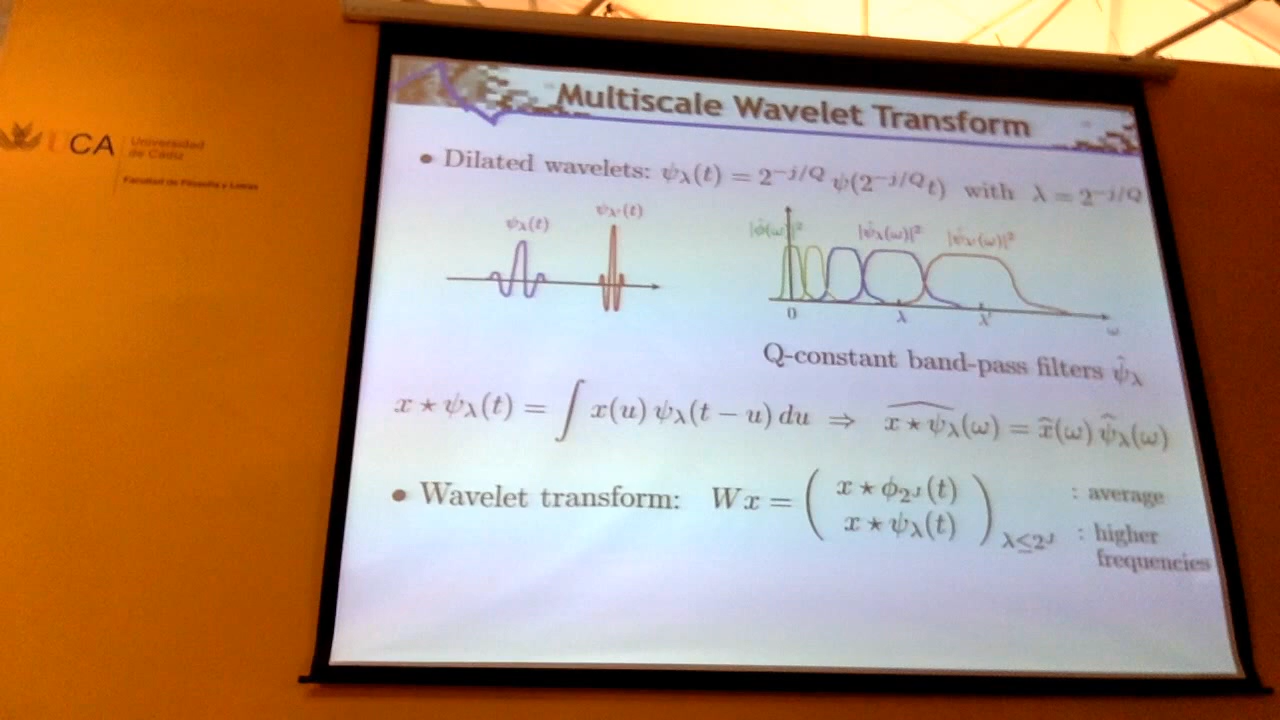 UCA
Universidad
de Cádiz
Facultad de Filosofía y Letras
Multiscale Wavelet Transform
• Dilated wavelets: ψλ(t) = 2^{-j/Q} ψ(2^{-j/Q}t) with λ = 2^{-j/Q}
ψλ(t) ψλ'(t) |φ̂(ω)|² |ψ̂λ(ω)|² |ψ̂λ'(ω)|²
0 λ λ' ω
Q-constant band-pass filters ψ̂λ
x ⋆ ψλ(t) = ∫ x(u) ψλ(t − u) du ⇒ \widehat{x ⋆ ψλ}(ω) = x̂(ω) ψ̂λ(ω)
• Wavelet transform: Wx = ( x ⋆ φ_{2^J}(t) : average
x ⋆ ψλ(t) )_{λ≤2^J} : higher
frequencies